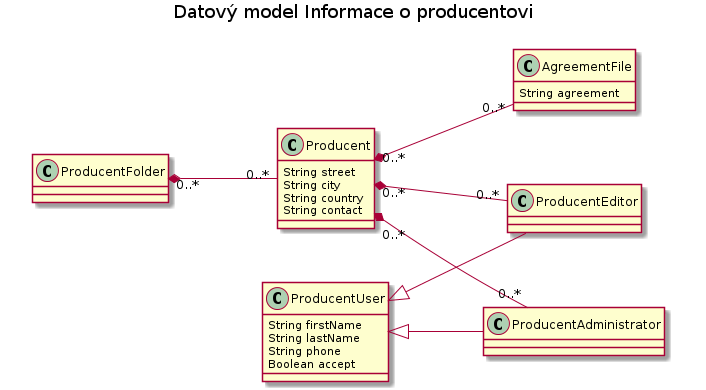 Datový model Informace o producentovi
C AgreementFile
String agreement
0..*
C Producent
String street
String city
String country
String contact
0..*
C ProducentFolder
0..*
0..*
0..*
0..*
C ProducentEditor
0..*
C ProducentUser
String firstName
String lastName
String phone
Boolean accept
0..*
C ProducentAdministrator